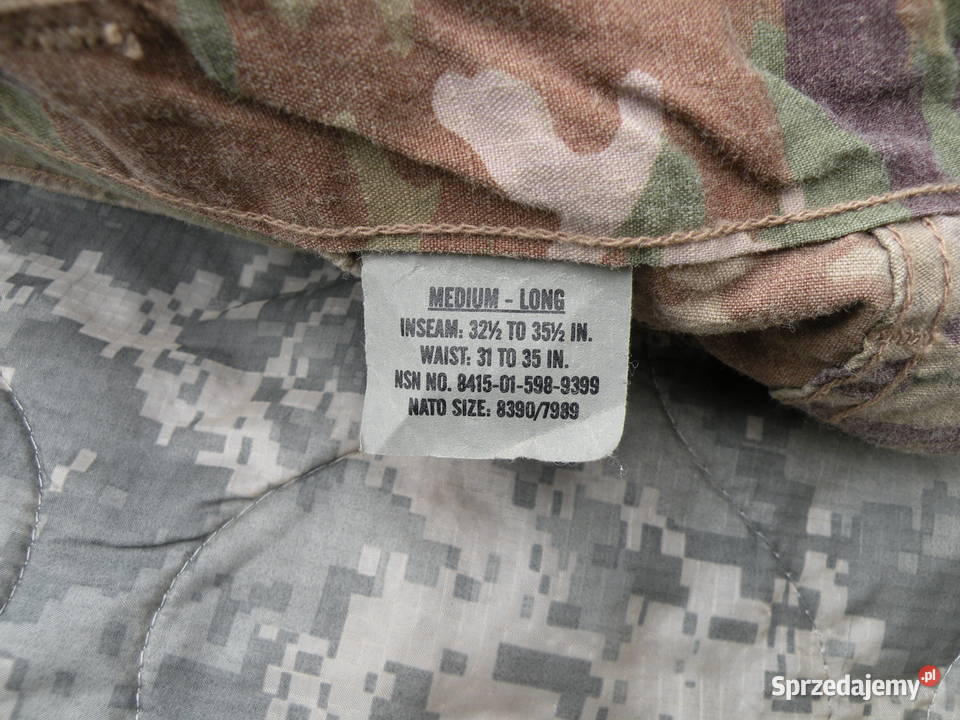 MEDIUM - LONG
INSEAM: 32½ TO 35½ IN.
WAIST: 31 TO 35 IN.
NSN NO. 8415-01-598-9399
NATO SIZE: 8390/7989
Sprzedajemy.pl